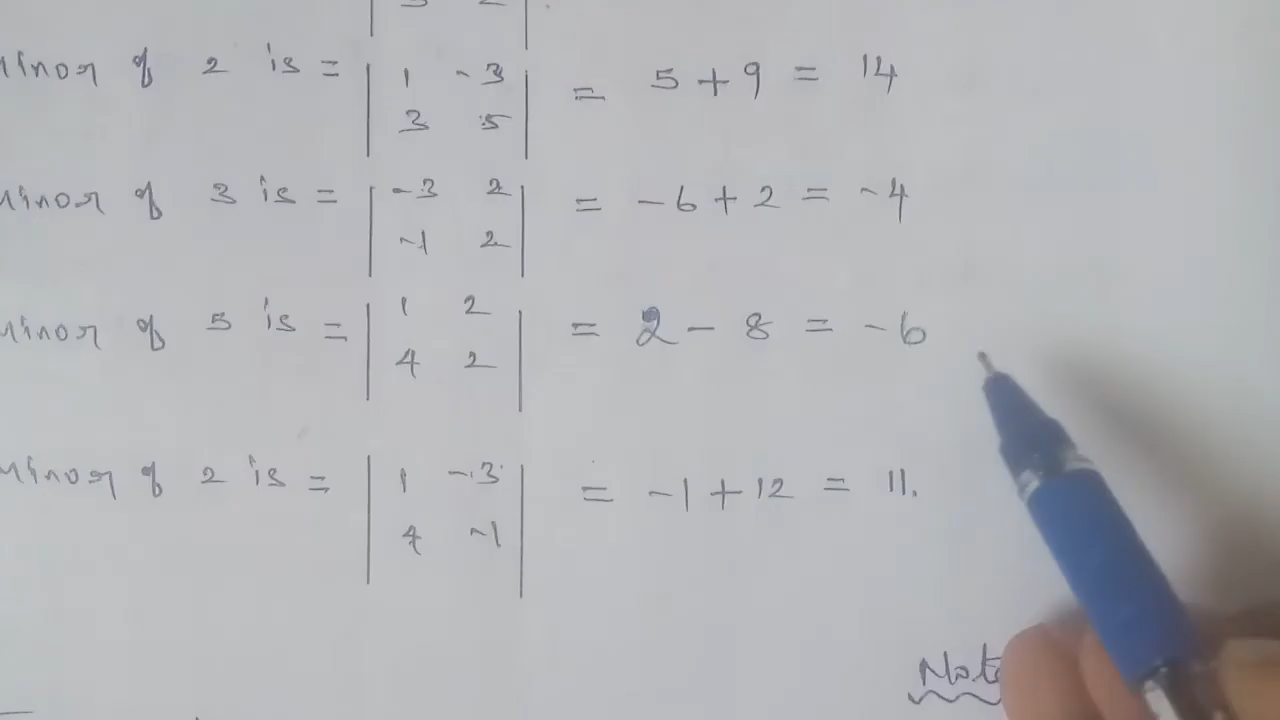 3 2
Minor of 2 is = | 1 -3 | = 5 + 9 = 14
| 3 5 |
Minor of 3 is = | -3 2 | = -6 + 2 = -4
| -1 2 |
Minor of 5 is = | 1 2 | = 2 - 8 = -6
| 4 2 |
Minor of 2 is = | 1 -3 | = -1 + 12 = 11.
| 4 -1 |